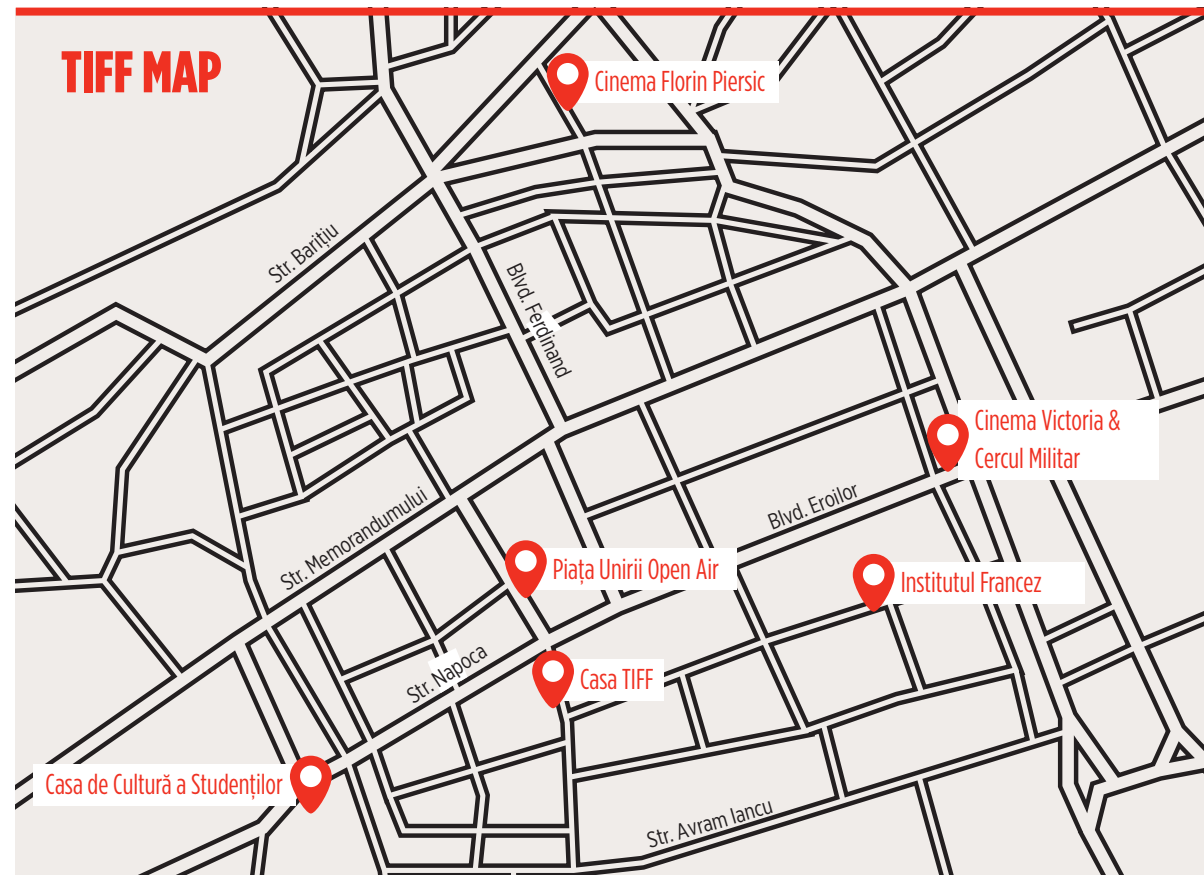 TIFF MAP
Cinema Florin Piersic
Str. Barițiu
Blvd. Ferdinand
Cinema Victoria &
Cercul Militar
Str. Memorandumului
Blvd. Eroilor
Piața Unirii Open Air
Institutul Francez
Str. Napoca
Casa TIFF
Casa de Cultură a Studenților
Str. Avram Iancu